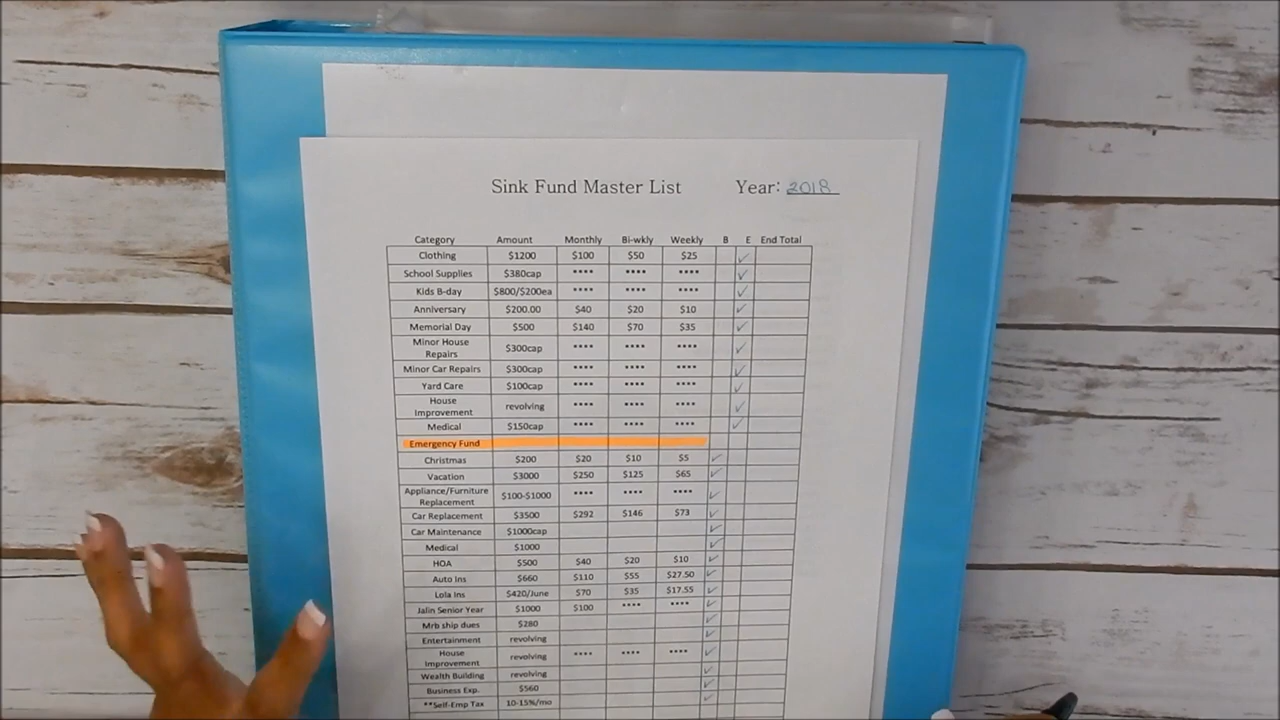 Sink Fund Master List Year: 2018
Category Amount Monthly Bi-wkly Weekly B E End Total
Clothing $1200 $100 $50 $25 ✓
School Supplies $380cap **** **** **** ✓
Kids B-day $800/$200ea **** **** **** ✓
Anniversary $200.00 $40 $20 $10 ✓
Memorial Day $500 $140 $70 $35 ✓
Minor House
Repairs $300cap **** **** **** ✓
Minor Car Repairs $300cap **** **** **** ✓
Yard Care $100cap **** **** **** ✓
House
Improvement revolving **** **** **** ✓
Medical $150cap **** **** **** ✓
Emergency Fund
Christmas $200 $20 $10 $5 ✓
Vacation $3000 $250 $125 $65 ✓
Appliance/Furniture
Replacement $100-$1000 **** **** **** ✓
Car Replacement $3500 $292 $146 $73 ✓
Car Maintenance $1000cap ✓
Medical $1000 ✓
HOA $500 $40 $20 $10 ✓
Auto Ins $660 $110 $55 $27.50 ✓
Lola Ins $420/June $70 $35 $17.55 ✓
Jalin Senior Year $1000 $100 **** **** ✓
Mrb ship dues $280 ✓
Entertainment revolving ✓
House
Improvement revolving **** **** **** ✓
Wealth Building revolving ✓
Business Exp. $560 ✓
**Self-Emp Tax 10-15%/mo ✓